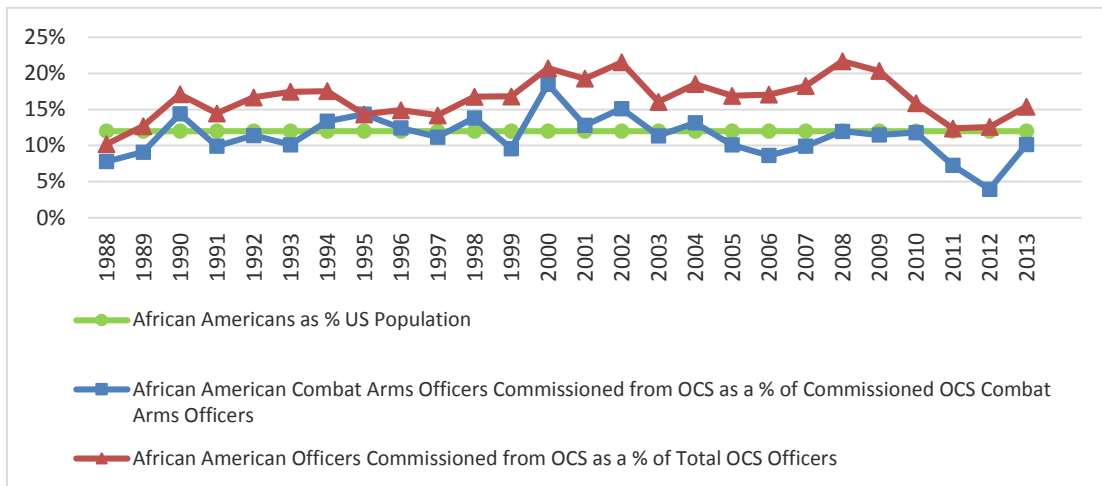 25%
20%
15%
10%
5%
0%
1988 1989 1990 1991 1992 1993 1994 1995 1996 1997 1998 1999 2000 2001 2002 2003 2004 2005 2006 2007 2008 2009 2010 2011 2012 2013
African Americans as % US Population
African American Combat Arms Officers Commissioned from OCS as a % of Commissioned OCS Combat
Arms Officers
African American Officers Commissioned from OCS as a % of Total OCS Officers